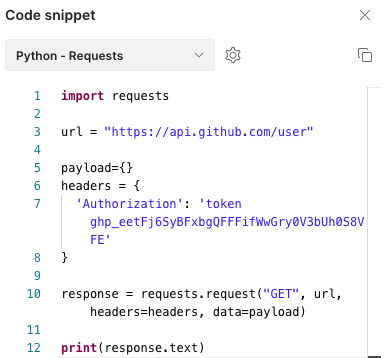 Code snippet
Python - Requests
1 import requests
2
3 url = "https://api.github.com/user"
4
5 payload={}
6 headers = {
7 'Authorization': 'token
ghp_eetFj6SyBFxbgQFFFifWwGry0V3bUh0S8V
FE'
8 }
9
10 response = requests.request("GET", url,
headers=headers, data=payload)
11
12 print(response.text)